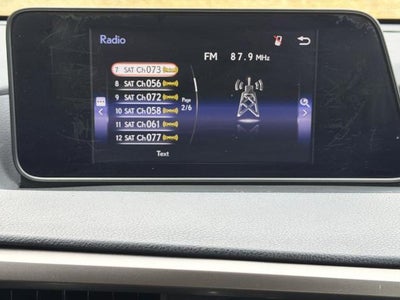 Radio
FM 87.9 MHz
7 SAT Ch073
8 SAT Ch056
9 SAT Ch072
10 SAT Ch058
11 SAT Ch061
12 SAT Ch077
Page
2/6
Text